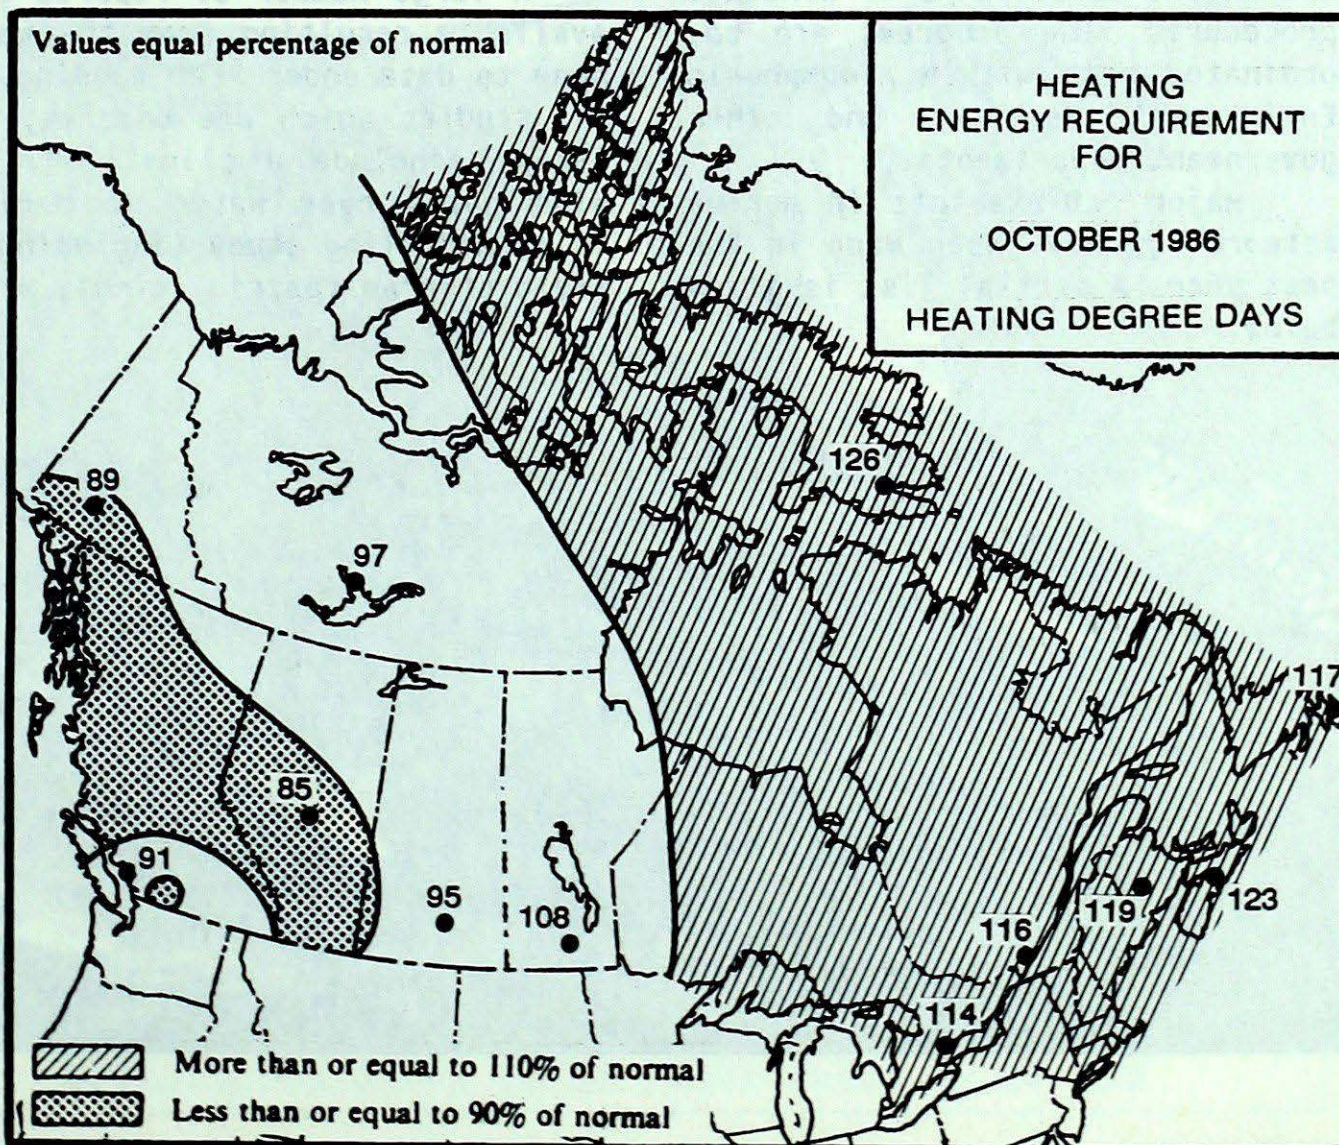 Values equal percentage of normal
HEATING
ENERGY REQUIREMENT
FOR
OCTOBER 1986
HEATING DEGREE DAYS
126
89
97
117
85
91
95
108
119
123
116
114
More than or equal to 110% of normal
Less than or equal to 90% of normal